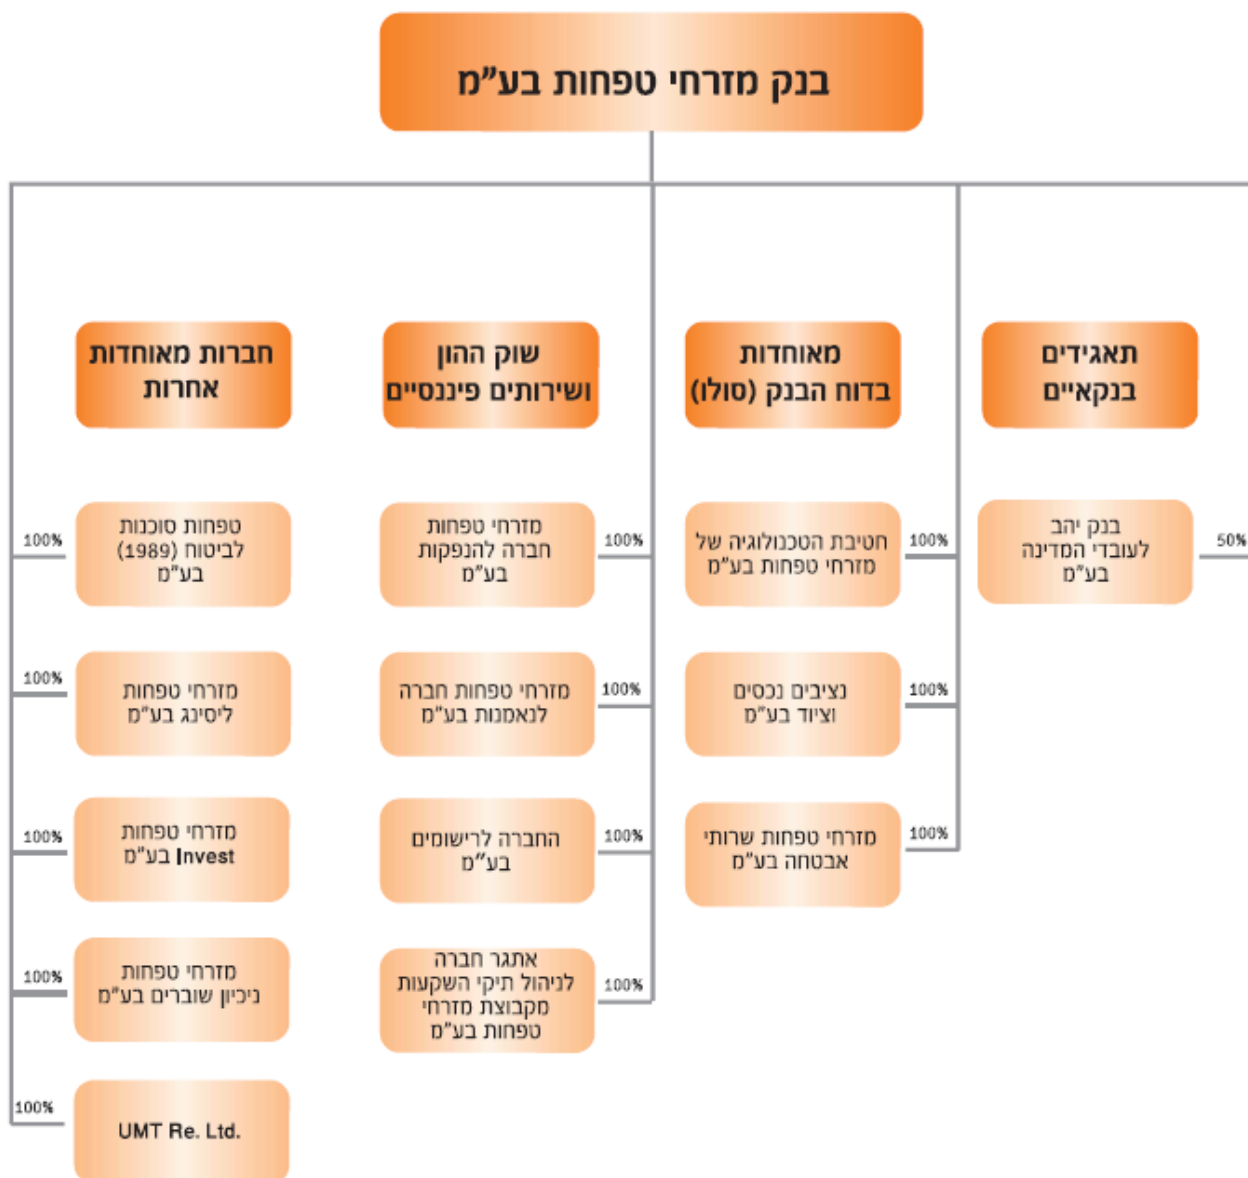 בנק מזרחי טפחות בע"מ
תאגידים
בנקאיים
בנק יהב
לעובדי המדינה
בע"מ
50%
מאוחדות
בדוח הבנק (סולו)
חטיבת הטכנולוגיה של
מזרחי טפחות בע"מ
100%
נציבים נכסים
וציוד בע"מ
100%
מזרחי טפחות שרותי
אבטחה בע"מ
100%
שוק ההון
ושירותים פיננסיים
מזרחי טפחות
חברה להנפקות
בע"מ
100%
מזרחי טפחות חברה
לנאמנות בע"מ
100%
החברה לרישומים
בע"מ
100%
אתגר חברה
לניהול תיקי השקעות
מקבוצת מזרחי
טפחות בע"מ
100%
חברות מאוחדות
אחרות
טפחות סוכנות
לביטוח (1989)
בע"מ
100%
מזרחי טפחות
ליסינג בע"מ
100%
מזרחי טפחות
Invest בע"מ
100%
מזרחי טפחות
ניכיון שוברים בע"מ
100%
UMT Re. Ltd.
100%